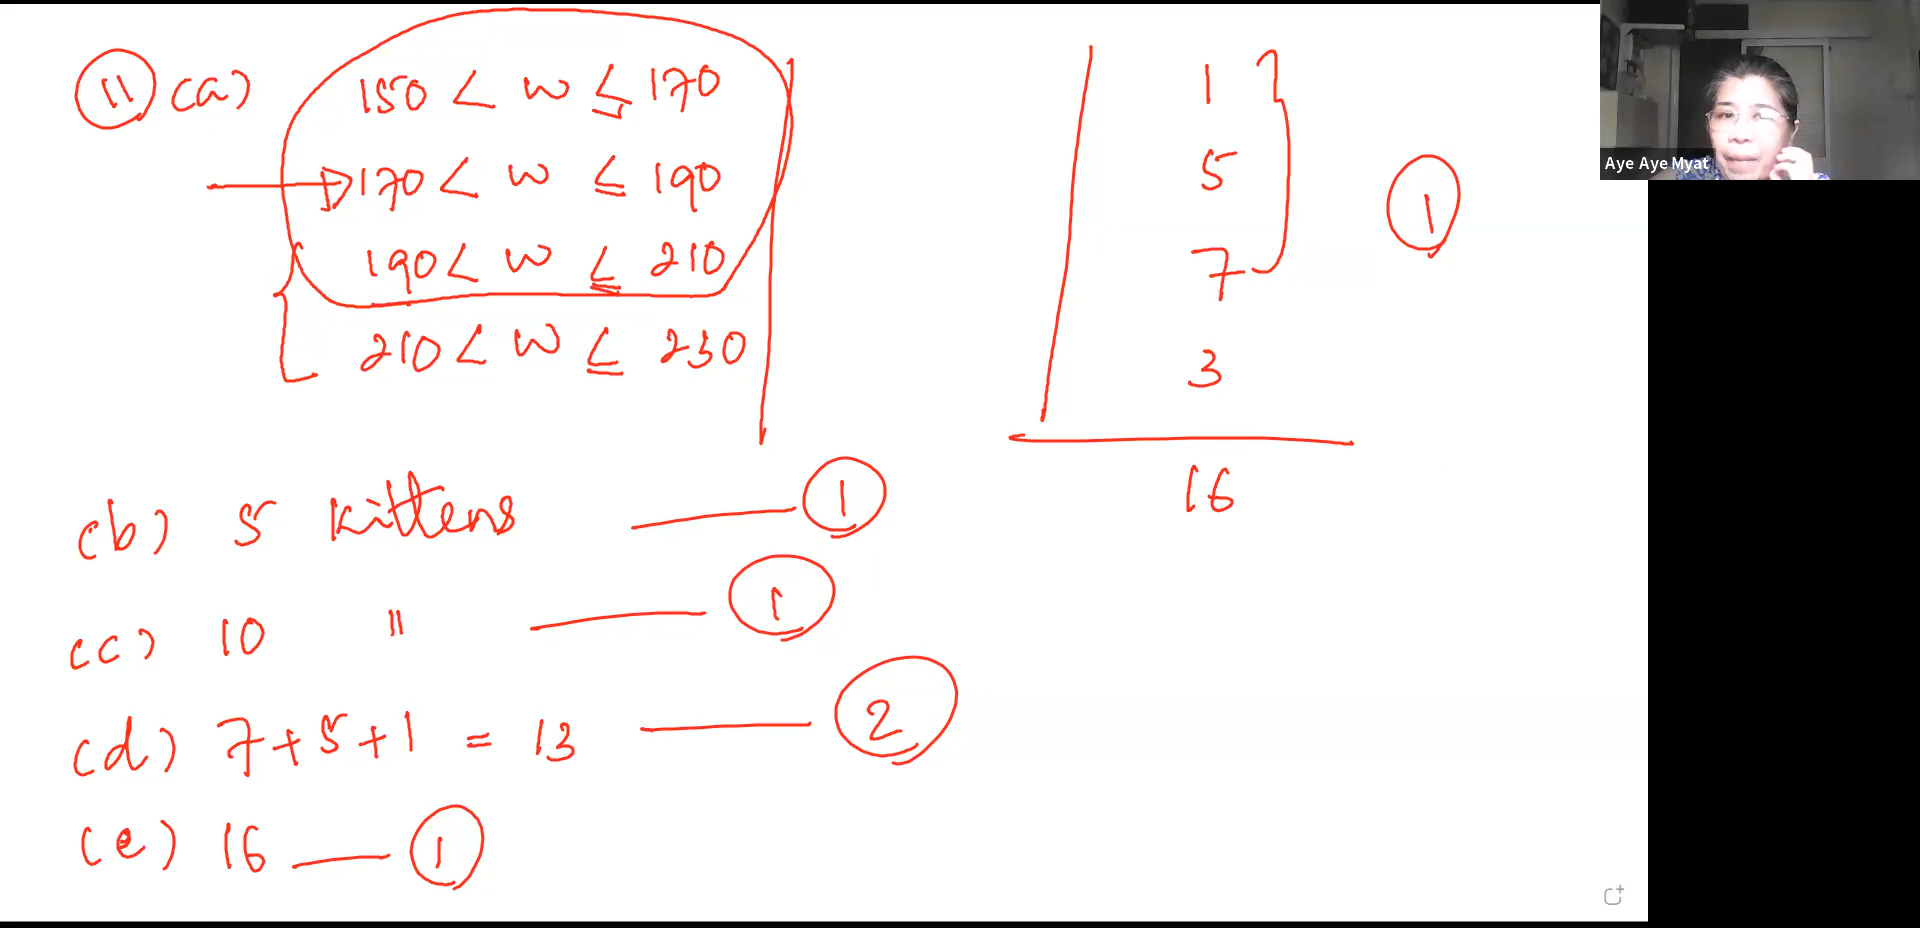 11 (a) 150 < w ≤ 170 1
170 < w ≤ 190 5 1
190 < w ≤ 210 7
210 < w ≤ 230 3
16
(b) 5 kittens — 1
(c) 10 " — 1
(d) 7+5+1 = 13 — 2
(e) 16 — 1
Aye Aye Myat